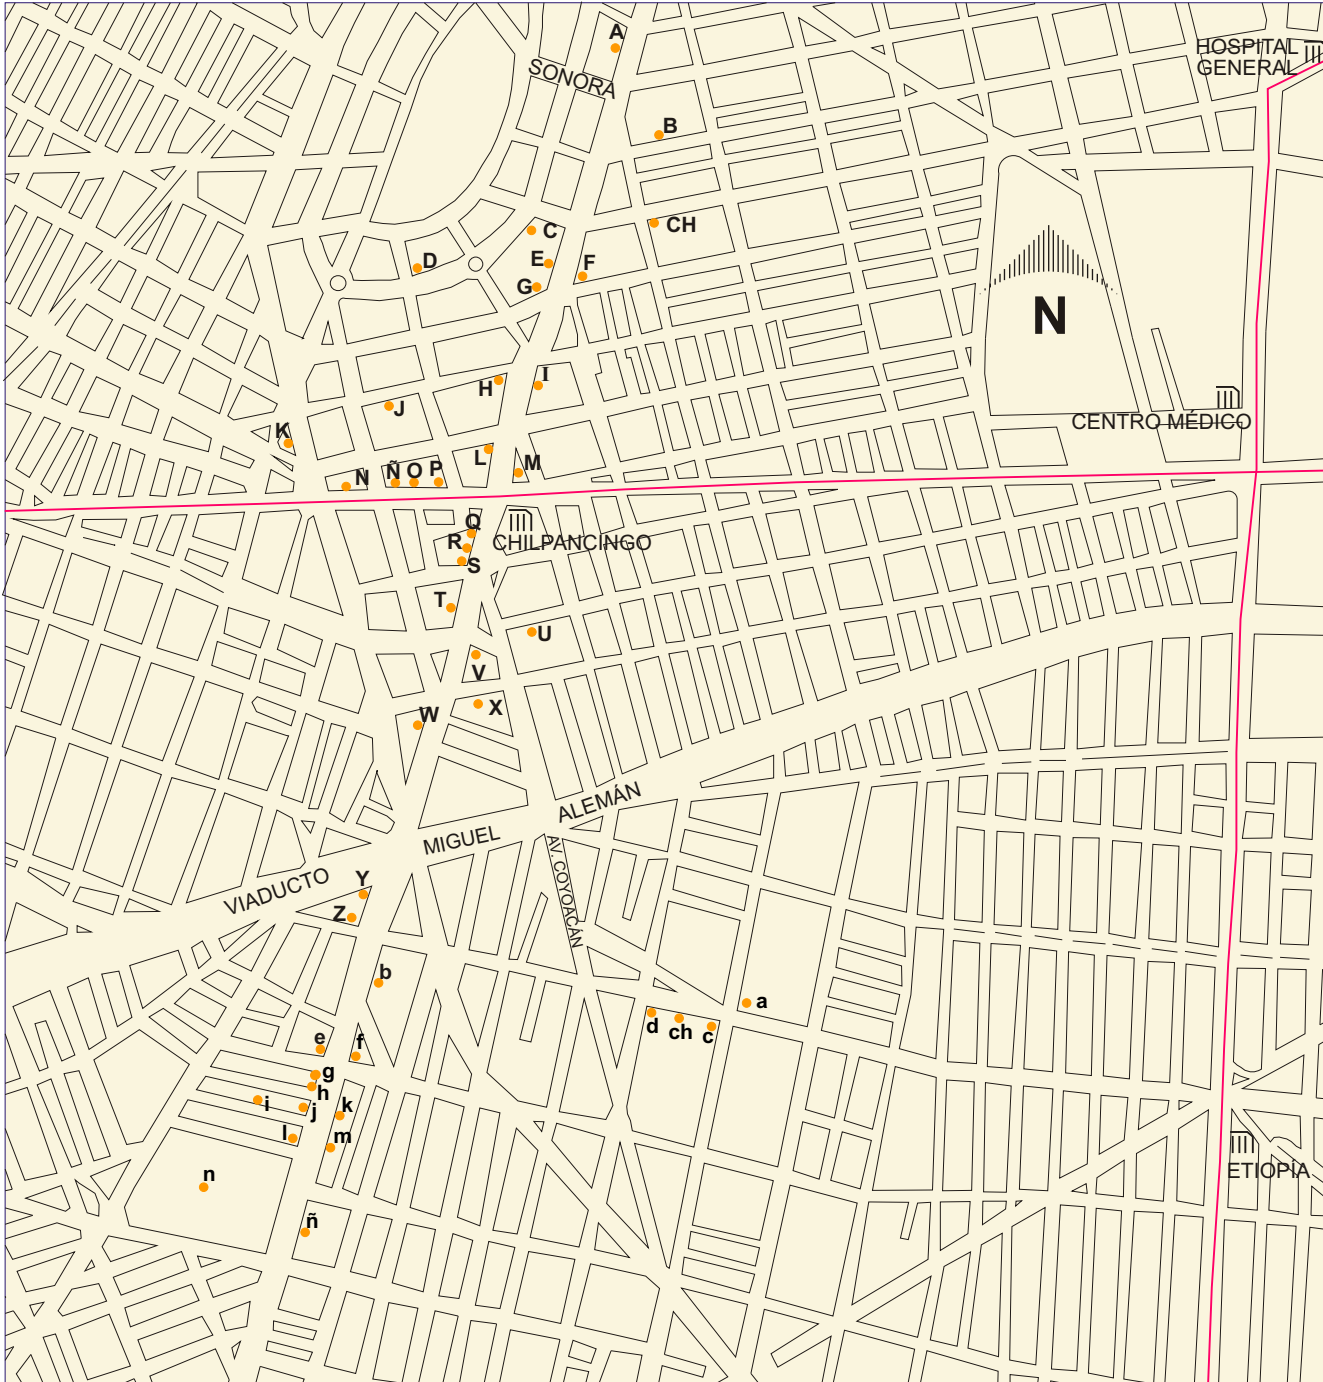 A
HOSPITAL
GENERAL
SONORA
B
C
CH
D
E
F
G
N
H
I
J
K
CENTRO MÉDICO
L
M
N
Ñ
O
P
Q
R
CHILPANCINGO
S
T
U
V
W
X
ALEMÁN
MIGUEL
AV. COYOACÁN
VIADUCTO
Y
Z
b
a
d
ch
c
e
f
g
h
i
j
k
l
m
ETIOPÍA
n
ñ